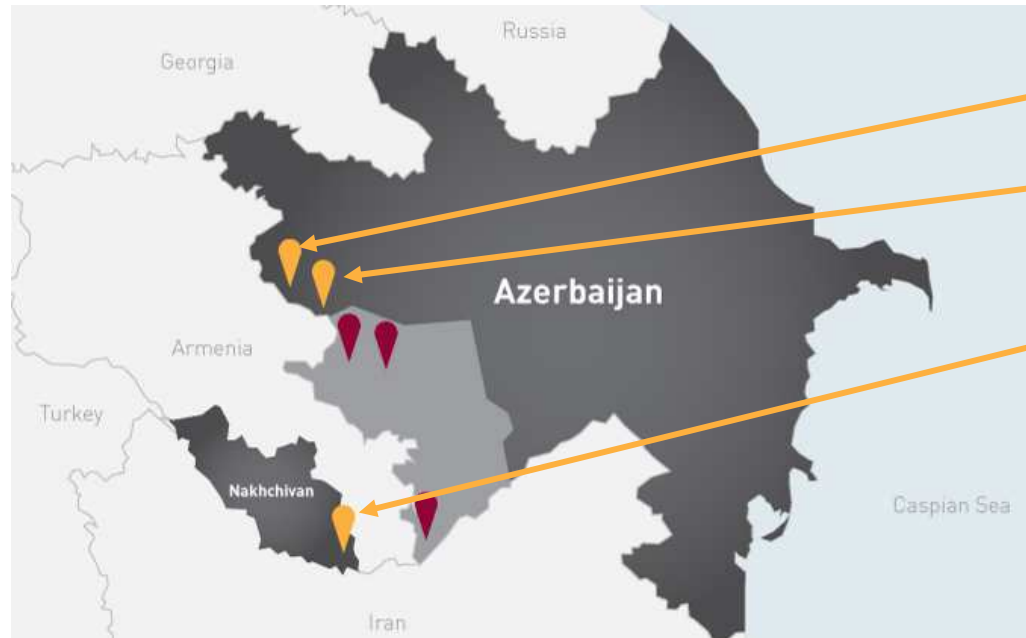 Russia
Georgia
Azerbaijan
Armenia
Turkey
Nakhchivan
Caspian Sea
Iran